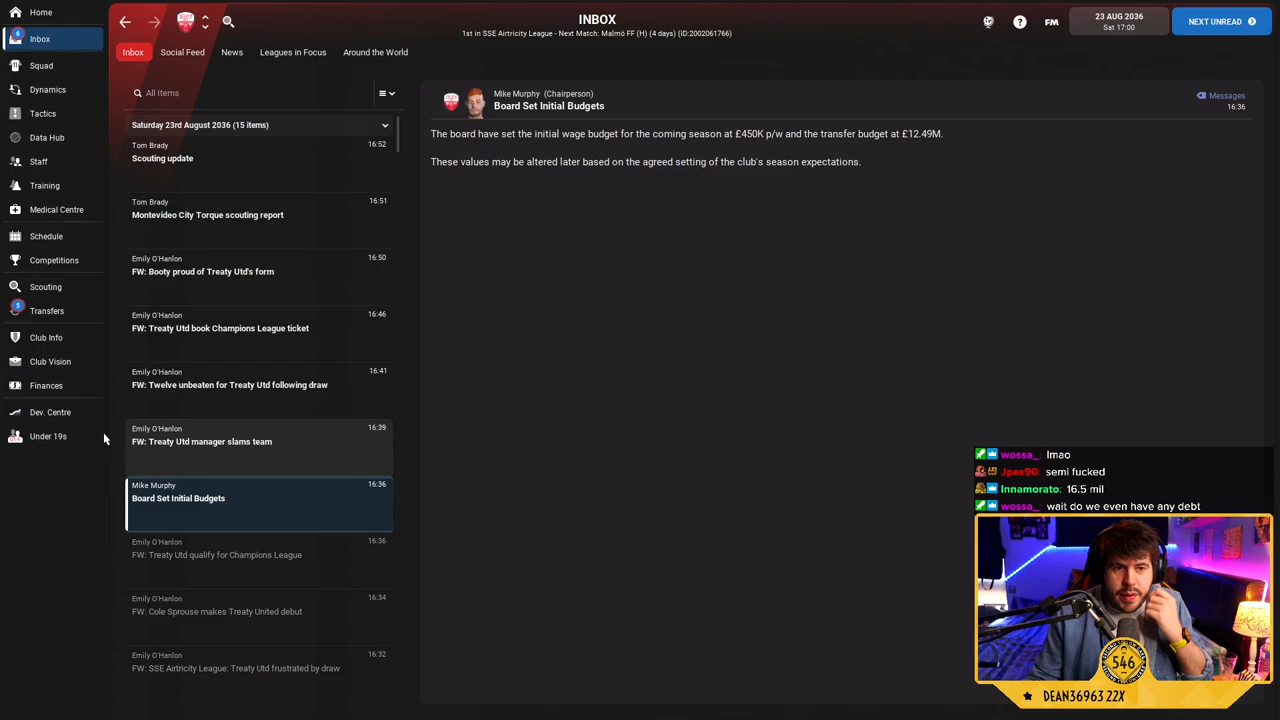 Home
6
Inbox
Squad
Dynamics
Tactics
Data Hub
Staff
Training
Medical Centre
Schedule
Competitions
Scouting
5
Transfers
Club Info
Club Vision
Finances
Dev. Centre
Under 19s
INBOX
1st in SSE Airtricity League - Next Match: Malmö FF (H) (4 days) (ID:2002061766)
?
FM
23 AUG 2036
Sat 17:00
NEXT UNREAD
Inbox
Social Feed
News
Leagues in Focus
Around the World
All Items
Saturday 23rd August 2036 (15 items)
Tom Brady 16:52
Scouting update
Tom Brady 16:51
Montevideo City Torque scouting report
Emily O'Hanlon 16:50
FW: Booty proud of Treaty Utd's form
Emily O'Hanlon 16:46
FW: Treaty Utd book Champions League ticket
Emily O'Hanlon 16:41
FW: Twelve unbeaten for Treaty Utd following draw
Emily O'Hanlon 16:39
FW: Treaty Utd manager slams team
Mike Murphy 16:36
Board Set Initial Budgets
Emily O'Hanlon 16:36
FW: Treaty Utd qualify for Champions League
Emily O'Hanlon 16:34
FW: Cole Sprouse makes Treaty United debut
Emily O'Hanlon 16:32
FW: SSE Airtricity League: Treaty Utd frustrated by draw
Mike Murphy (Chairperson)
Board Set Initial Budgets
Messages
16:36
The board have set the initial wage budget for the coming season at £450K p/w and the transfer budget at £12.49M.
These values may be altered later based on the agreed setting of the club's season expectations.
wossa_: lmao
Jpex90: semi fucked
Innamorato: 16.5 mil
wossa_: wait do we even have any debt
546
DEAN36963 22X